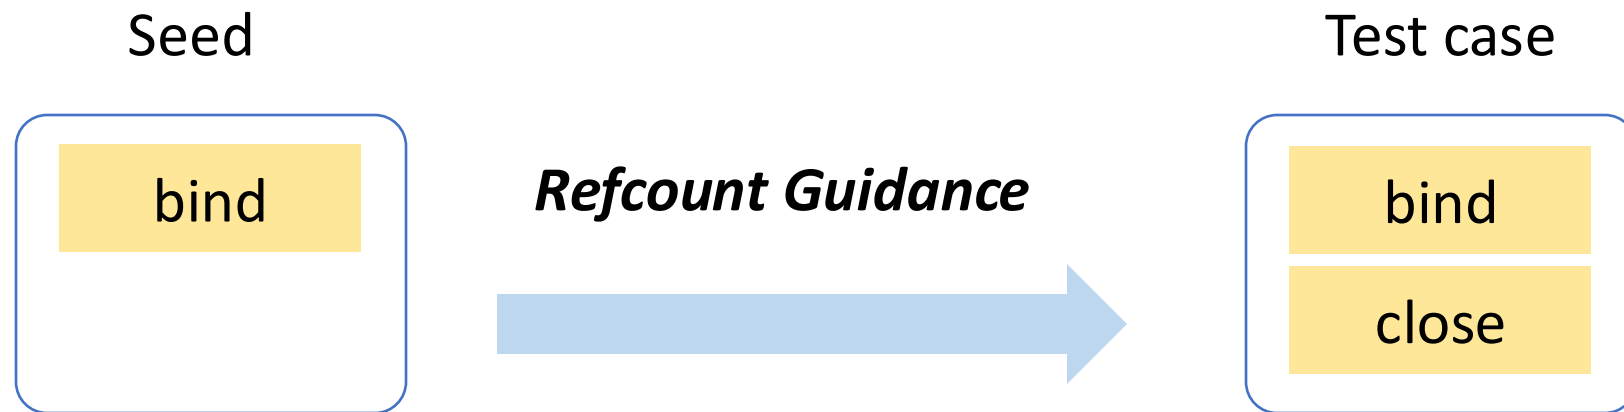 Seed
bind
Refcount Guidance
Test case
bind
close